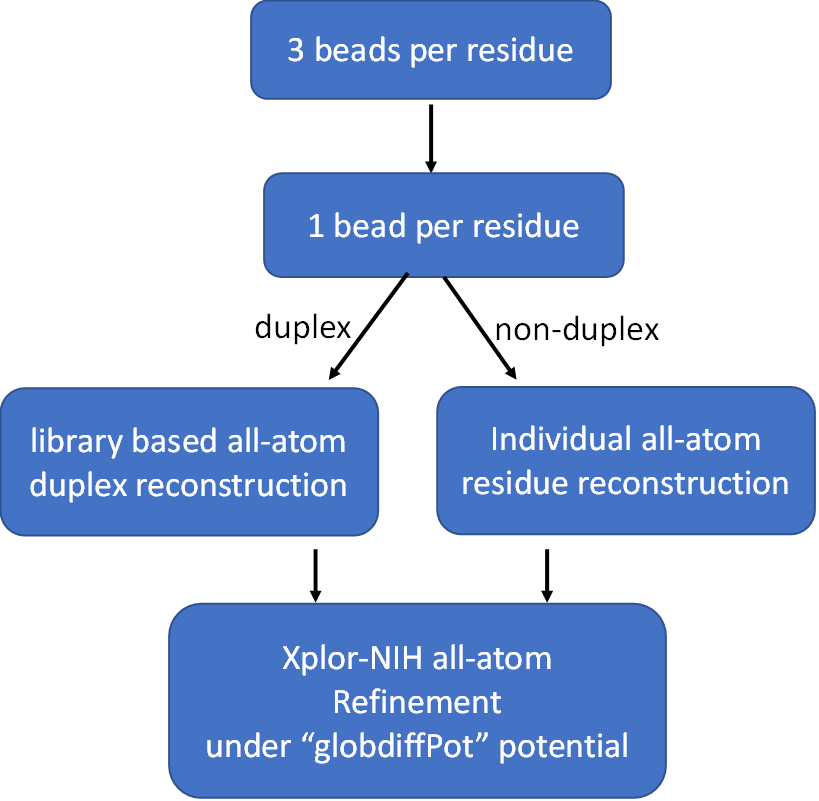 3 beads per residue
1 bead per residue
duplex
non-duplex
library based all-atom
duplex reconstruction
Individual all-atom
residue reconstruction
Xplor-NIH all-atom
Refinement
under “globdiffPot” potential